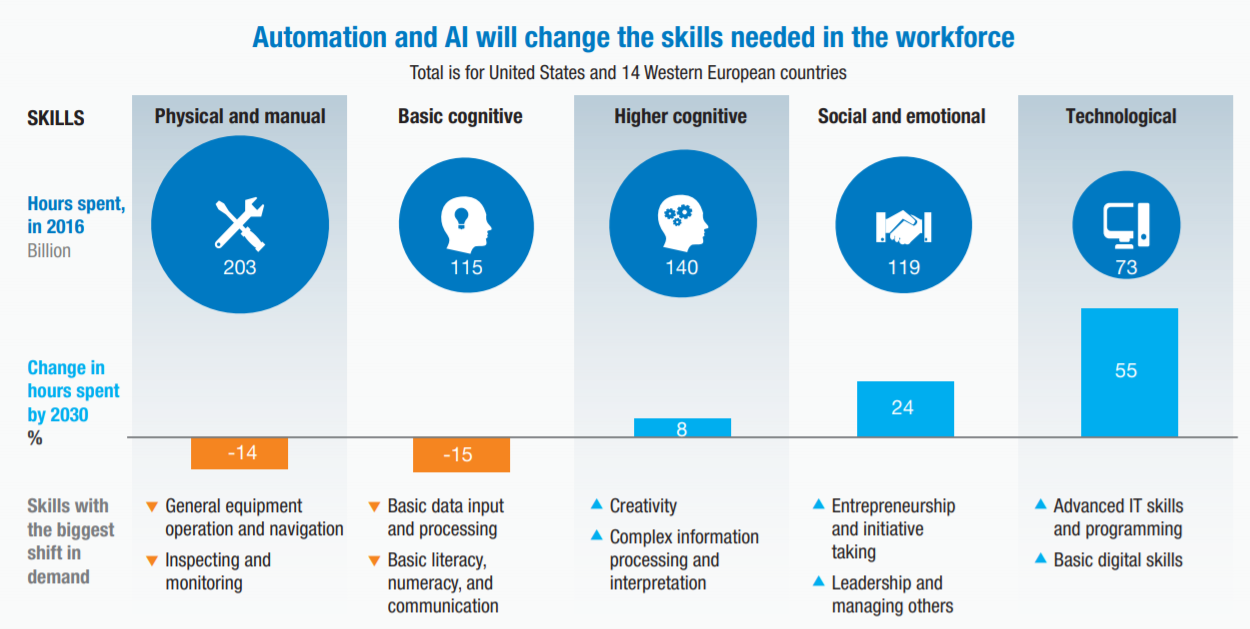 Automation and AI will change the skills needed in the workforce
Total is for United States and 14 Western European countries
SKILLS
Physical and manual
Basic cognitive
Higher cognitive
Social and emotional
Technological
Hours spent,
in 2016
Billion
203
115
140
119
73
Change in
hours spent
by 2030
%
-14
-15
8
24
55
Skills with
the biggest
shift in
demand
General equipment
operation and navigation
Inspecting and
monitoring
Basic data input
and processing
Basic literacy,
numeracy, and
communication
Creativity
Complex information
processing and
interpretation
Entrepreneurship
and initiative
taking
Leadership and
managing others
Advanced IT skills
and programming
Basic digital skills